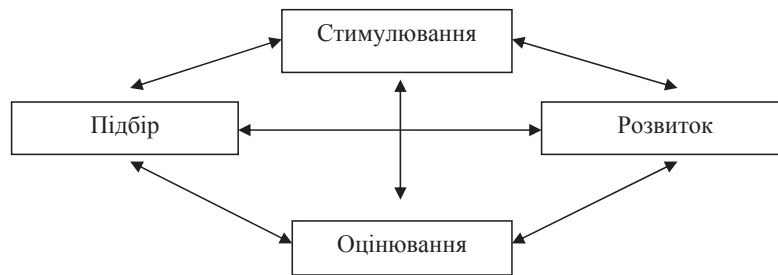 Стимулювання
Підбір
Розвиток
Оцінювання